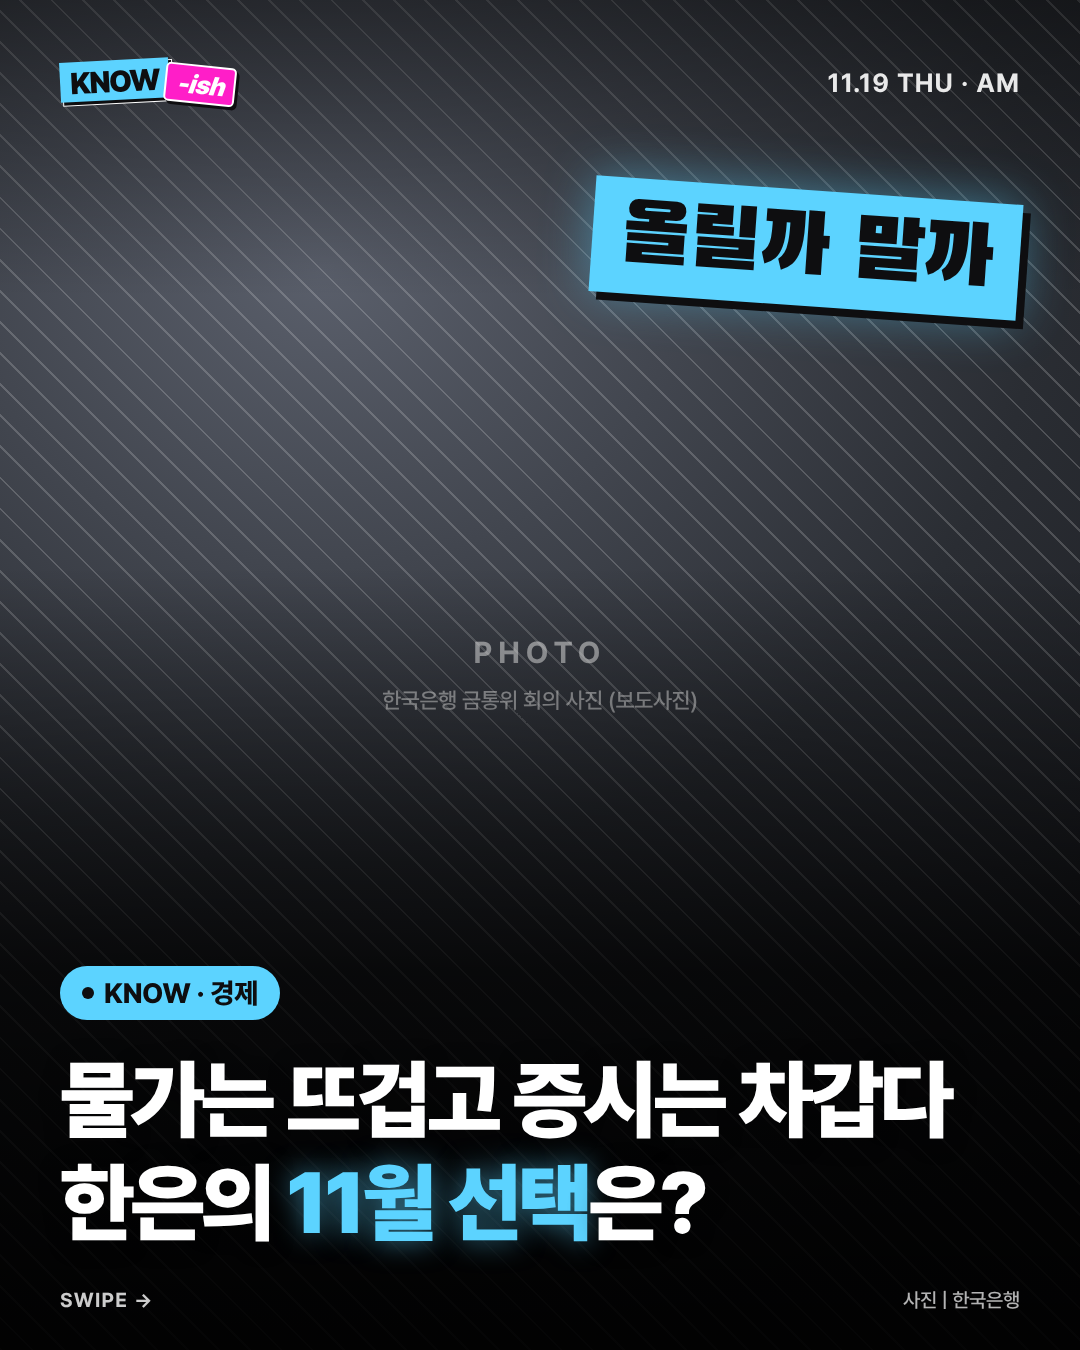 KNOW -ish
11.19 THU · AM
올릴까 말까
PHOTO
한국은행 금통위 회의 사진 (보도사진)
KNOW · 경제
물가는 뜨겁고 증시는 차갑다
한은의 11월 선택은?
SWIPE →
사진 | 한국은행